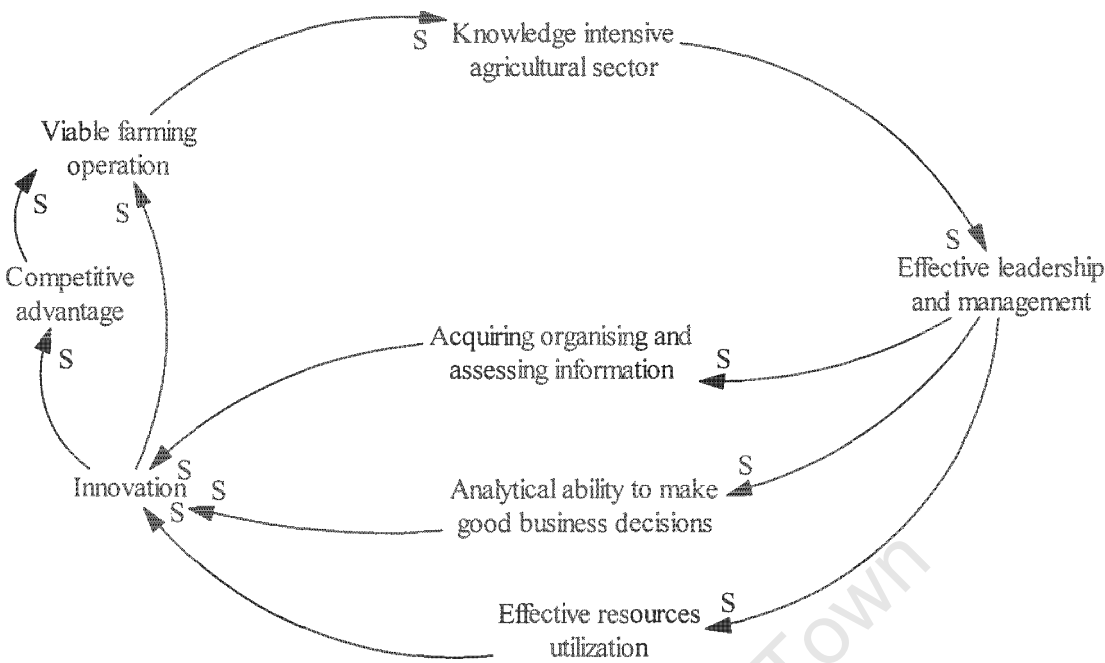 S
Knowledge intensive
agricultural sector
Viable farming
operation
S
S
S
Effective leadership
and management
Competitive
advantage
S
Acquiring organising and
assessing information
S
S
Innovation
S
S
Analytical ability to make
good business decisions
S
Effective resources
utilization
S
Town